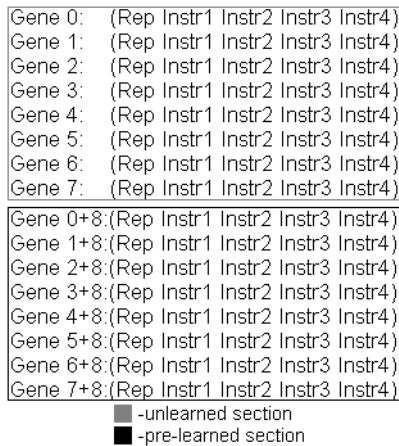 Gene 0: (Rep Instr1 Instr2 Instr3 Instr4)
Gene 1: (Rep Instr1 Instr2 Instr3 Instr4)
Gene 2: (Rep Instr1 Instr2 Instr3 Instr4)
Gene 3: (Rep Instr1 Instr2 Instr3 Instr4)
Gene 4: (Rep Instr1 Instr2 Instr3 Instr4)
Gene 5: (Rep Instr1 Instr2 Instr3 Instr4)
Gene 6: (Rep Instr1 Instr2 Instr3 Instr4)
Gene 7: (Rep Instr1 Instr2 Instr3 Instr4)
Gene 0+8:(Rep Instr1 Instr2 Instr3 Instr4)
Gene 1+8:(Rep Instr1 Instr2 Instr3 Instr4)
Gene 2+8:(Rep Instr1 Instr2 Instr3 Instr4)
Gene 3+8:(Rep Instr1 Instr2 Instr3 Instr4)
Gene 4+8:(Rep Instr1 Instr2 Instr3 Instr4)
Gene 5+8:(Rep Instr1 Instr2 Instr3 Instr4)
Gene 6+8:(Rep Instr1 Instr2 Instr3 Instr4)
Gene 7+8:(Rep Instr1 Instr2 Instr3 Instr4)
-unlearned section
-pre-learned section